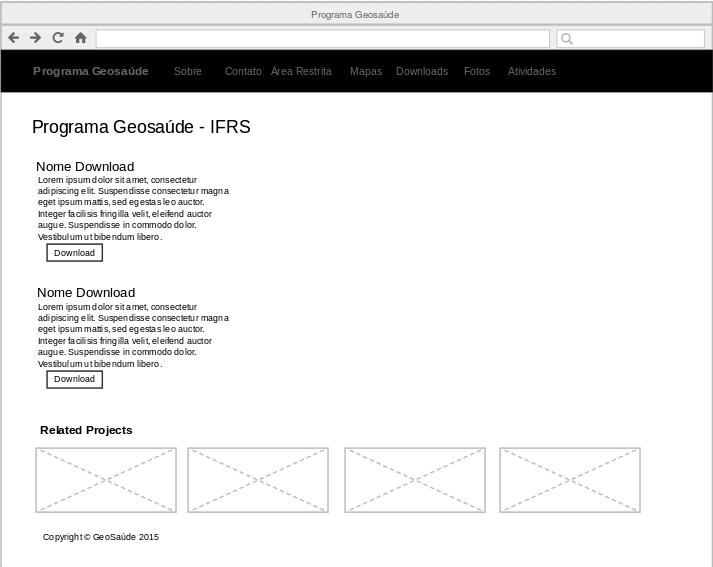 Programa Geosaúde
Programa Geosaúde Sobre Contato Área Restrita Mapas Downloads Fotos Atividades
Programa Geosaúde - IFRS
Nome Download
Lorem ipsum dolor sit amet, consectetur
adipiscing elit. Suspendisse consectetur magna
eget ipsum mattis, sed egestas leo auctor.
Integer facilisis fringilla velit, eleifend auctor
augue. Suspendisse in commodo dolor.
Vestibulum ut bibendum libero.
Download
Nome Download
Lorem ipsum dolor sit amet, consectetur
adipiscing elit. Suspendisse consectetur magna
eget ipsum mattis, sed egestas leo auctor.
Integer facilisis fringilla velit, eleifend auctor
augue. Suspendisse in commodo dolor.
Vestibulum ut bibendum libero.
Download
Related Projects
Copyright © GeoSaúde 2015